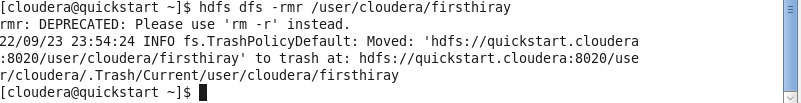 [cloudera@quickstart ~]$ hdfs dfs -rmr /user/cloudera/firsthiray
rmr: DEPRECATED: Please use 'rm -r' instead.
22/09/23 23:54:24 INFO fs.TrashPolicyDefault: Moved: 'hdfs://quickstart.cloudera
:8020/user/cloudera/firsthiray' to trash at: hdfs://quickstart.cloudera:8020/use
r/cloudera/.Trash/Current/user/cloudera/firsthiray
[cloudera@quickstart ~]$